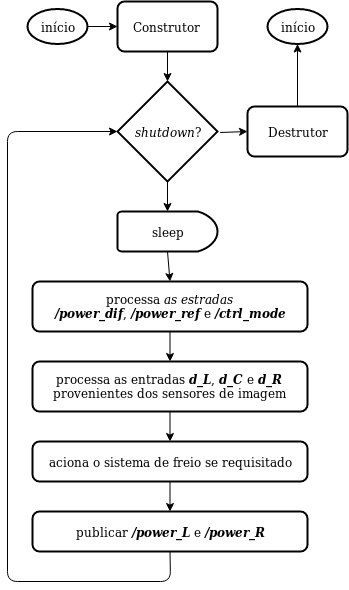 início
Construtor
início
shutdown?
Destrutor
sleep
processa as estradas
/power_dif, /power_ref e /ctrl_mode
processa as entradas d_L, d_C e d_R
provenientes dos sensores de imagem
aciona o sistema de freio se requisitado
publicar /power_L e /power_R